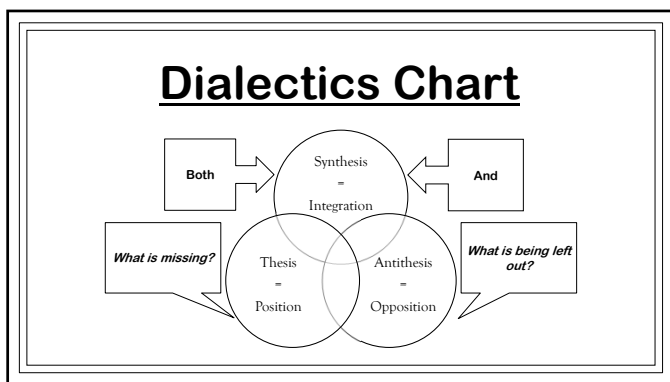 Dialectics Chart
Both
Synthesis
=
Integration
And
What is missing?
Thesis
=
Position
Antithesis
=
Opposition
What is being left
out?